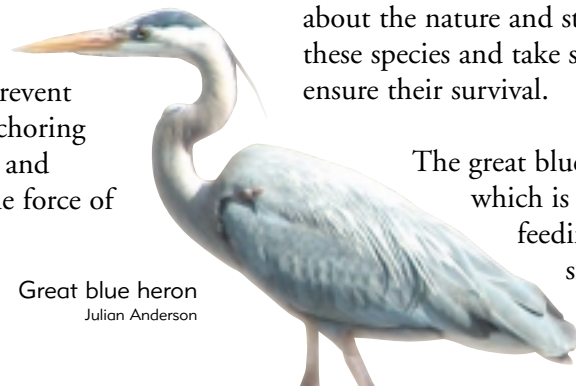 revent
choring
and
e force of
Great blue heron
Julian Anderson
about the nature and st
these species and take s
ensure their survival.
The great blue
which is
feedi
s